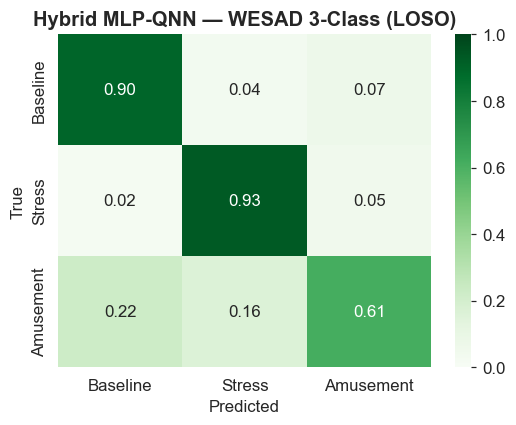 Hybrid MLP-QNN — WESAD 3-Class (LOSO)
True
Baseline
0.90 0.04 0.07
Stress
0.02 0.93 0.05
Amusement
0.22 0.16 0.61
Baseline Stress Amusement
Predicted
1.0
0.8
0.6
0.4
0.2
0.0